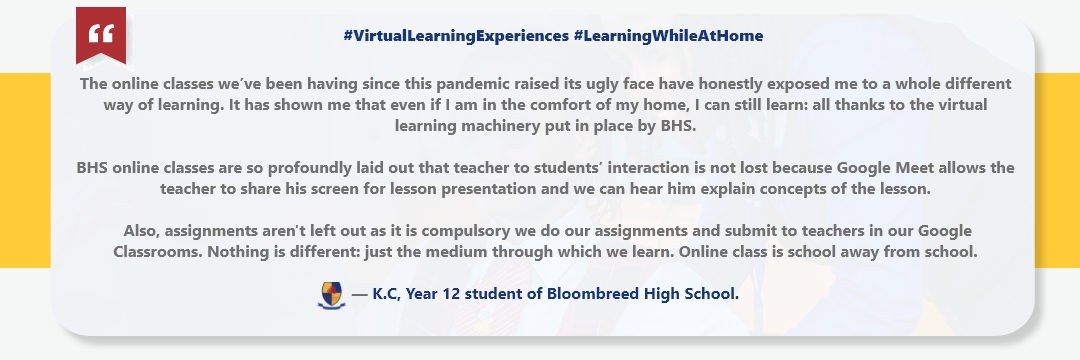 #VirtualLearningExperiences #LearningWhileAtHome
The online classes we've been having since this pandemic raised its ugly face have honestly exposed me to a whole different
way of learning. It has shown me that even if I am in the comfort of my home, I can still learn: all thanks to the virtual
learning machinery put in place by BHS.
BHS online classes are so profoundly laid out that teacher to students' interaction is not lost because Google Meet allows the
teacher to share his screen for lesson presentation and we can hear him explain concepts of the lesson.
Also, assignments aren't left out as it is compulsory we do our assignments and submit to teachers in our Google
Classrooms. Nothing is different: just the medium through which we learn. Online class is school away from school.
— K.C, Year 12 student of Bloombreed High School.